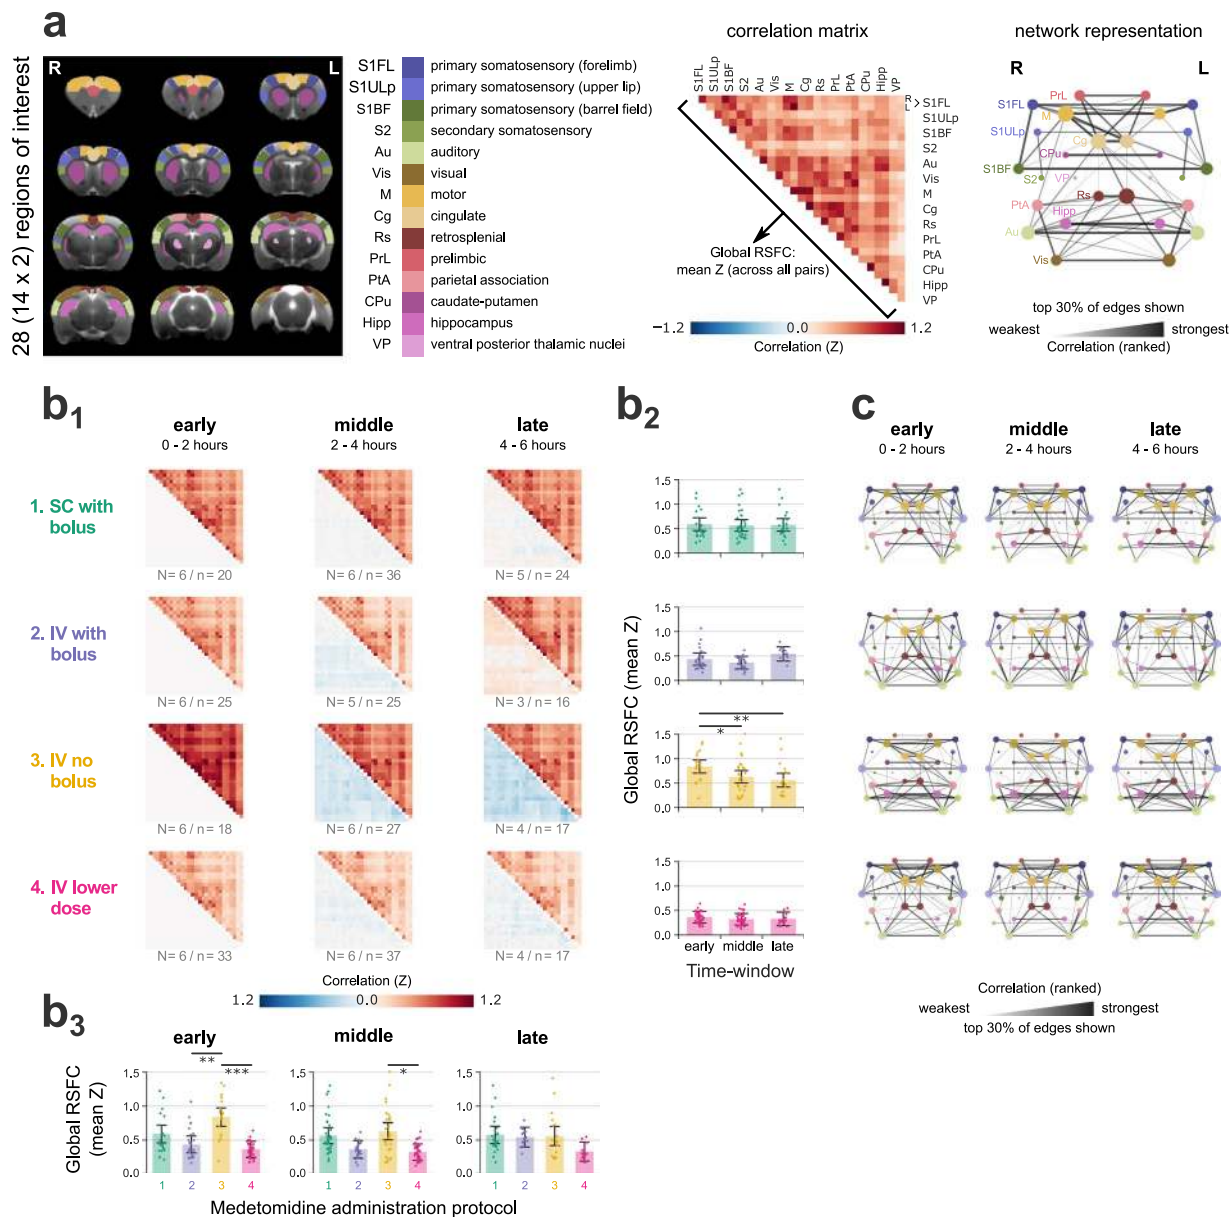 a
28 (14 x 2) regions of interest
R
L
S1FL primary somatosensory (forelimb)
S1ULp primary somatosensory (upper lip)
S1BF primary somatosensory (barrel field)
S2 secondary somatosensory
Au auditory
Vis visual
M motor
Cg cingulate
Rs retrosplenial
PrL prelimbic
PtA parietal association
CPu caudate-putamen
Hipp hippocampus
VP ventral posterior thalamic nuclei
correlation matrix
S1FL S1ULp S1BF S2 Au Vis M Cg Rs PrL PtA CPu Hipp VP
R
L
S1FL
S1ULp
S1BF
S2
Au
Vis
M
Cg
Rs
PrL
PtA
CPu
Hipp
VP
Global RSFC:
mean Z (across all pairs)
−1.2 0.0 1.2
Correlation (Z)
network representation
R L
PrL
S1FL
M
S1ULp
Cg
CPu
S1BF
S2
VP
Rs
PtA
Hipp
Au
Vis
top 30% of edges shown
weakest strongest
Correlation (ranked)
b1
early middle late
0 - 2 hours 2 - 4 hours 4 - 6 hours
1. SC with
bolus
N= 6 / n= 20 N= 6 / n= 36 N= 5 / n= 24
2. IV with
bolus
N= 6 / n= 25 N= 5 / n= 25 N= 3 / n= 16
3. IV no
bolus
N= 6 / n= 18 N= 6 / n= 27 N= 4 / n= 17
4. IV lower
dose
N= 6 / n= 33 N= 6 / n= 37 N= 4 / n= 17
Correlation (Z)
1.2 0.0 1.2
b2
Global RSFC (mean Z)
1.5
1.0
0.5
0.0
1.5
1.0
0.5
0.0
**
*
1.5
1.0
0.5
0.0
1.5
1.0
0.5
0.0
early middle late
Time-window
c
early middle late
0 - 2 hours 2 - 4 hours 4 - 6 hours
Correlation (ranked)
weakest strongest
top 30% of edges shown
b3
early middle late
Global RSFC
(mean Z)
**
***
*
1.5 1.5 1.5
1.0 1.0 1.0
0.5 0.5 0.5
0.0 0.0 0.0
1 2 3 4 1 2 3 4 1 2 3 4
Medetomidine administration protocol